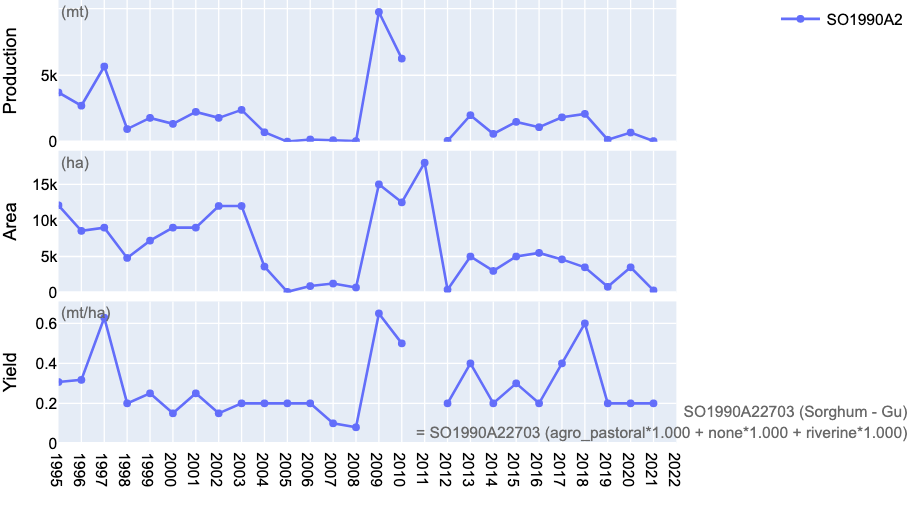 (mt)
SO1990A2
Production
5k
0
(ha)
Area
15k
10k
5k
0
(mt/ha)
Yield
0.6
0.4
0.2
0
SO1990A22703 (Sorghum - Gu)
= SO1990A22703 (agro_pastoral*1.000 + none*1.000 + riverine*1.000)
1995 1996 1997 1998 1999 2000 2001 2002 2003 2004 2005 2006 2007 2008 2009 2010 2011 2012 2013 2014 2015 2016 2017 2018 2019 2020 2021 2022